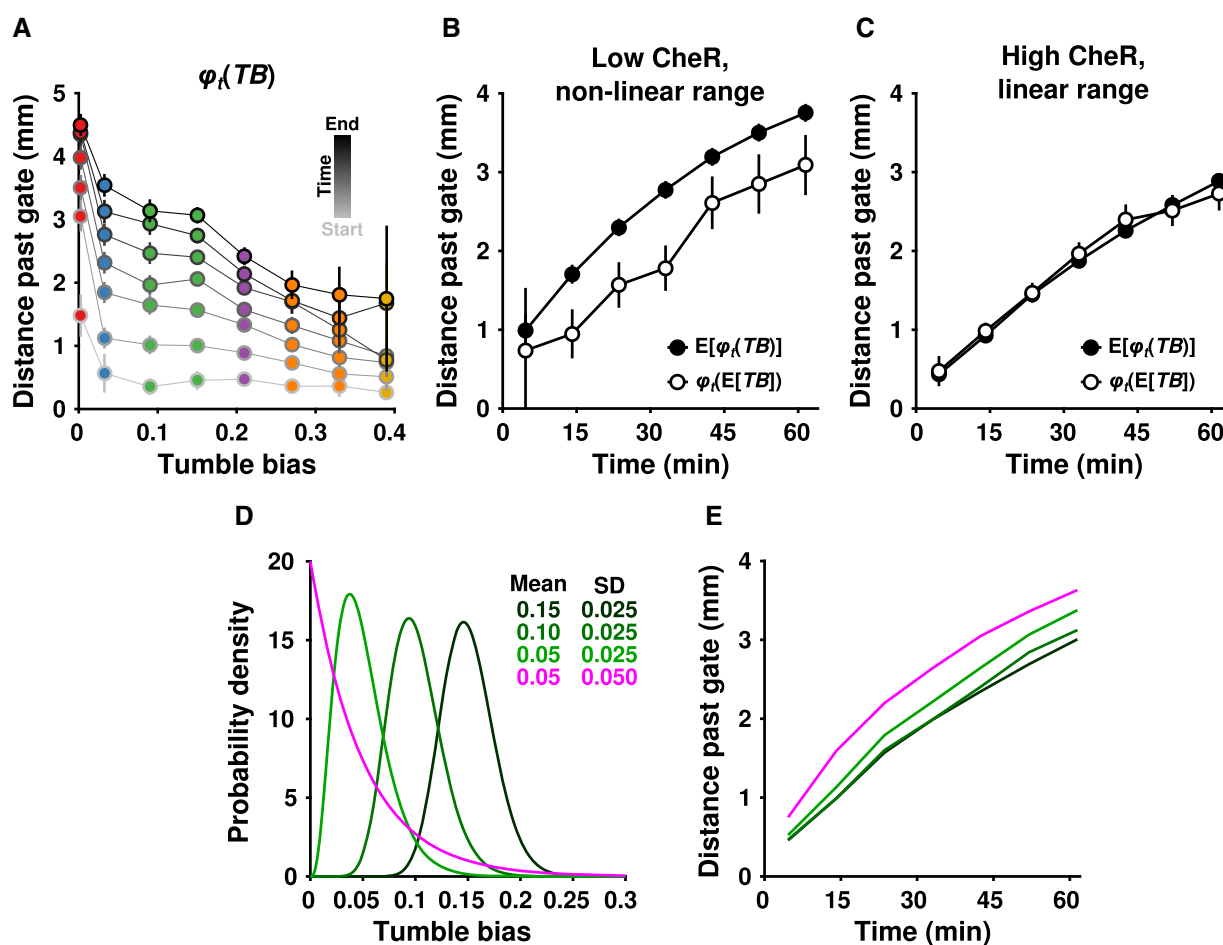 A
φt(TB)
Distance past gate (mm)
5
4
3
2
1
0
End
Time
Start
0
0.1
0.2
0.3
0.4
Tumble bias
B
Low CheR,
non-linear range
Distance past gate (mm)
4
3
2
1
0
E[φt(TB)]
φt(E[TB])
0
15
30
45
60
Time (min)
C
High CheR,
linear range
Distance past gate (mm)
4
3
2
1
0
E[φt(TB)]
φt(E[TB])
0
15
30
45
60
Time (min)
D
Probability density
20
15
10
5
0
Mean SD
0.15 0.025
0.10 0.025
0.05 0.025
0.05 0.050
0
0.05
0.1
0.15
0.2
0.25
0.3
Tumble bias
E
Distance past gate (mm)
4
3
2
1
0
0
15
30
45
60
Time (min)